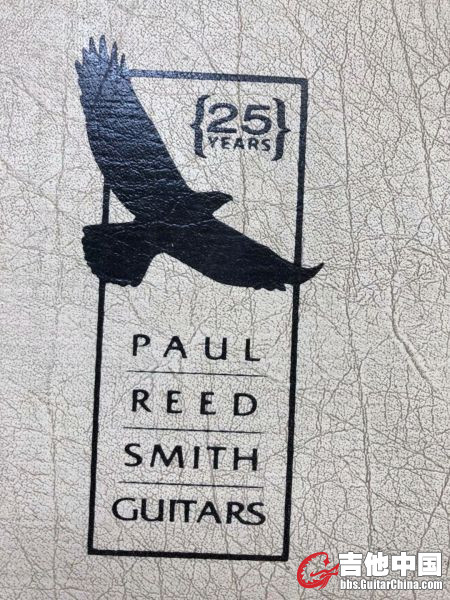 {25}
YEARS
PAUL
REED
SMITH
GUITARS
吉他中国
bbs.GuitarChina.com